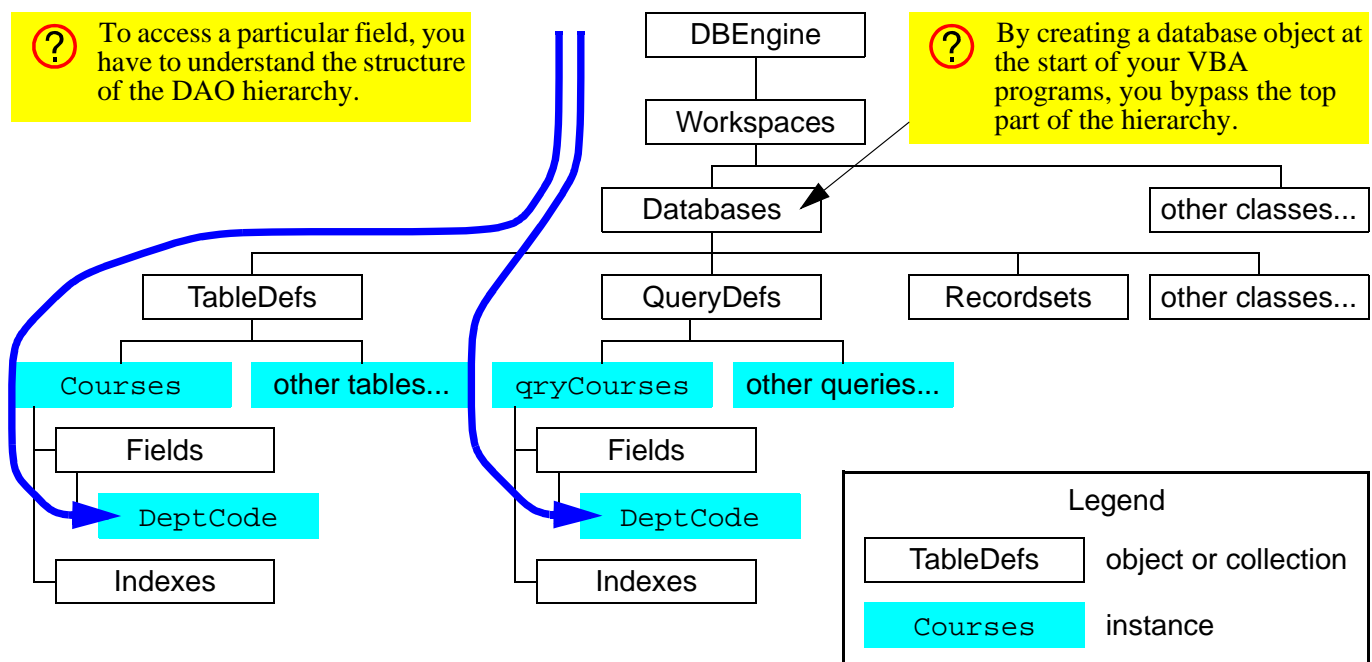 ?
To access a particular field, you
have to understand the structure
of the DAO hierarchy.
DBEngine
?
By creating a database object at
the start of your VBA
programs, you bypass the top
part of the hierarchy.
Workspaces
Databases
other classes...
TableDefs
QueryDefs
Recordsets
other classes...
Courses
other tables...
qryCourses
other queries...
Fields
Fields
DeptCode
DeptCode
Indexes
Indexes
Legend
TableDefs
object or collection
Courses
instance